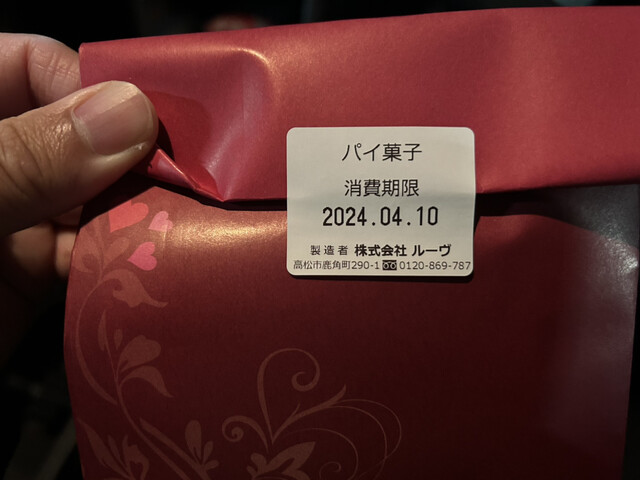 パイ菓子
消費期限
2024.04.10
製造者 株式会社 ルーヴ
高松市鹿角町290-1 0120-869-787